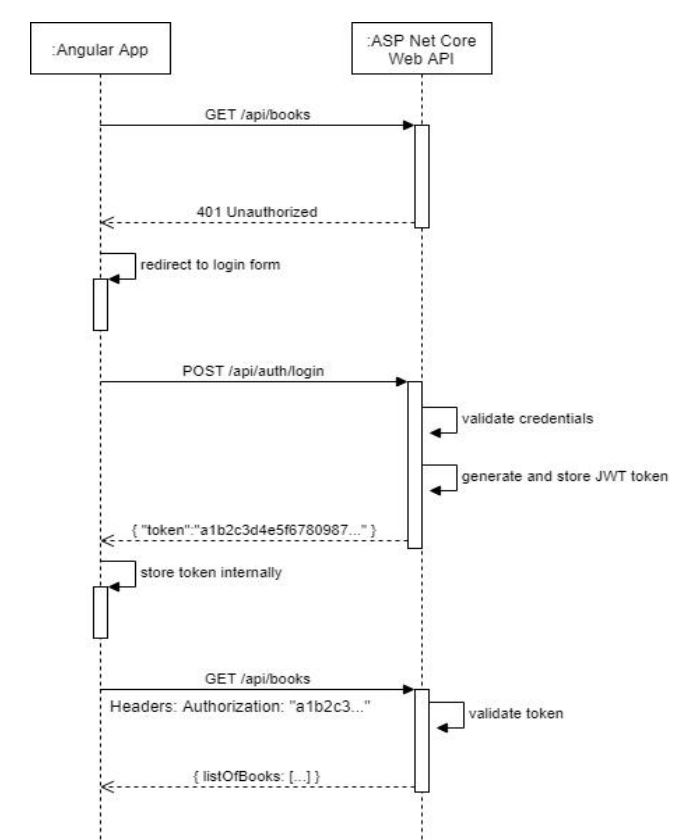 :Angular App
:ASP Net Core
Web API
GET /api/books
401 Unauthorized
redirect to login form
POST /api/auth/login
validate credentials
generate and store JWT token
{ "token":"a1b2c3d4e5f6780987..." }
store token internally
GET /api/books
Headers: Authorization: "a1b2c3..."
validate token
{ listOfBooks: [...] }